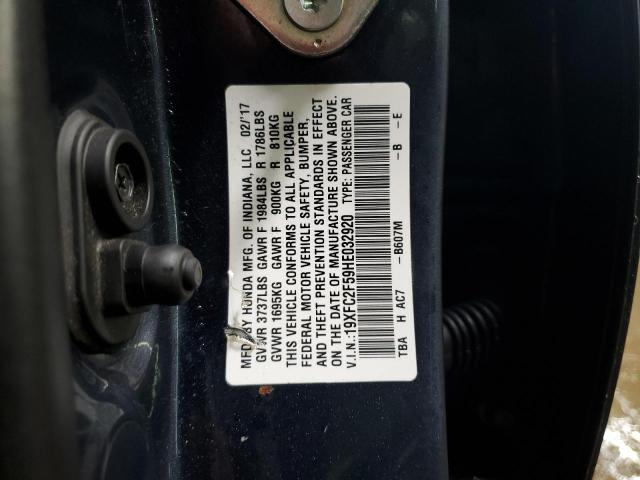 MFD. BY HONDA MFG. OF INDIANA, LLC 02/'17
GVWR 3737LBS GAWR F 1984LBS R 1786LBS
GVWR 1695KG GAWR F 900KG R 810KG
THIS VEHICLE CONFORMS TO ALL APPLICABLE
FEDERAL MOTOR VEHICLE SAFETY, BUMPER,
AND THEFT PREVENTION STANDARDS IN EFFECT
ON THE DATE OF MANUFACTURE SHOWN ABOVE.
V.I.N.:19XFC2F59HE032920 TYPE: PASSENGER CAR
TBA H AC7 -B607M -B -E